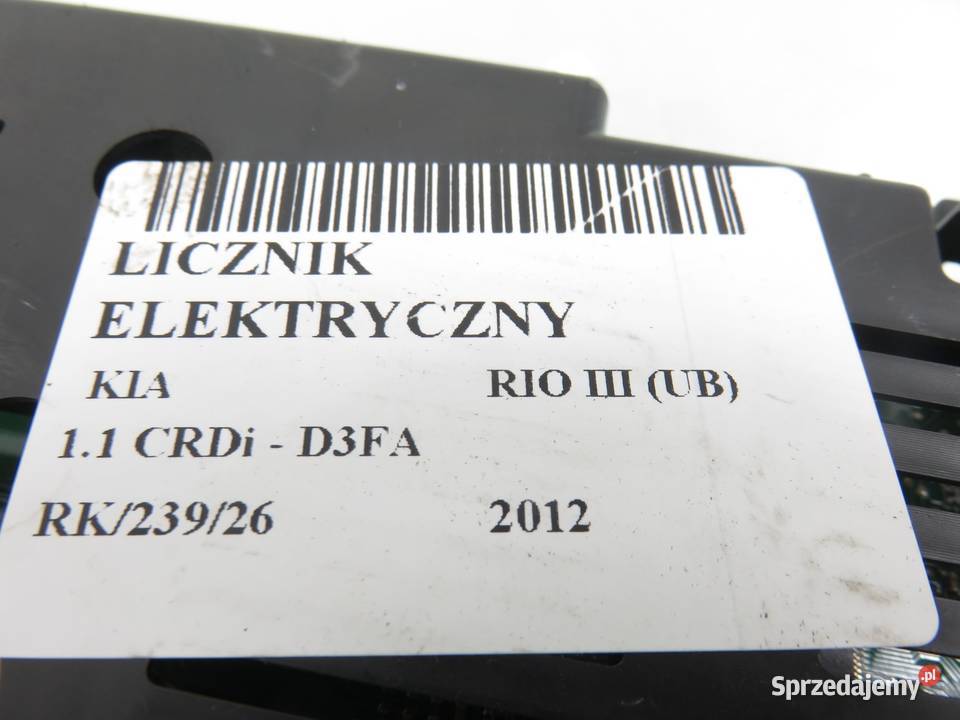 LICZNIK
ELEKTRYCZNY
KIA RIO III (UB)
1.1 CRDi - D3FA
RK/239/26 2012
Sprzedajemy.pl